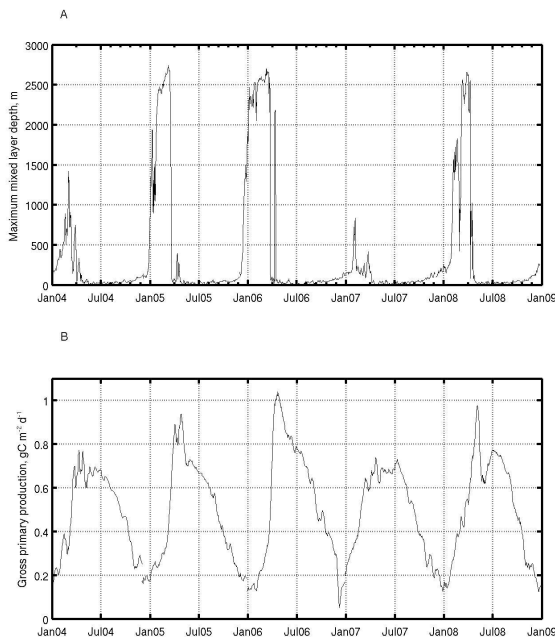 A
Maximum mixed layer depth, m
3000
2500
2000
1500
1000
500
0
Jan04 Jul04 Jan05 Jul05 Jan06 Jul06 Jan07 Jul07 Jan08 Jul08 Jan09
B
Gross primary production, gC m-2 d-1
1
0.8
0.6
0.4
0.2
0
Jan04 Jul04 Jan05 Jul05 Jan06 Jul06 Jan07 Jul07 Jan08 Jul08 Jan09